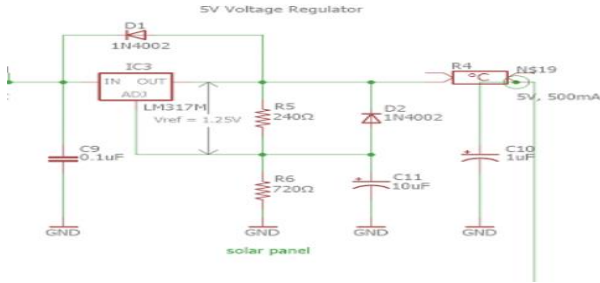 5V Voltage Regulator
D1
1N4002
IC3
IN OUT
ADJ
LM317M
Vref = 1.25V
R4
°C
N$19
5V, 500mA
R5
240Ω
D2
1N4002
C9
0.1uF
C10
1uF
R6
720Ω
C11
10uF
GND
GND
GND
GND
solar panel